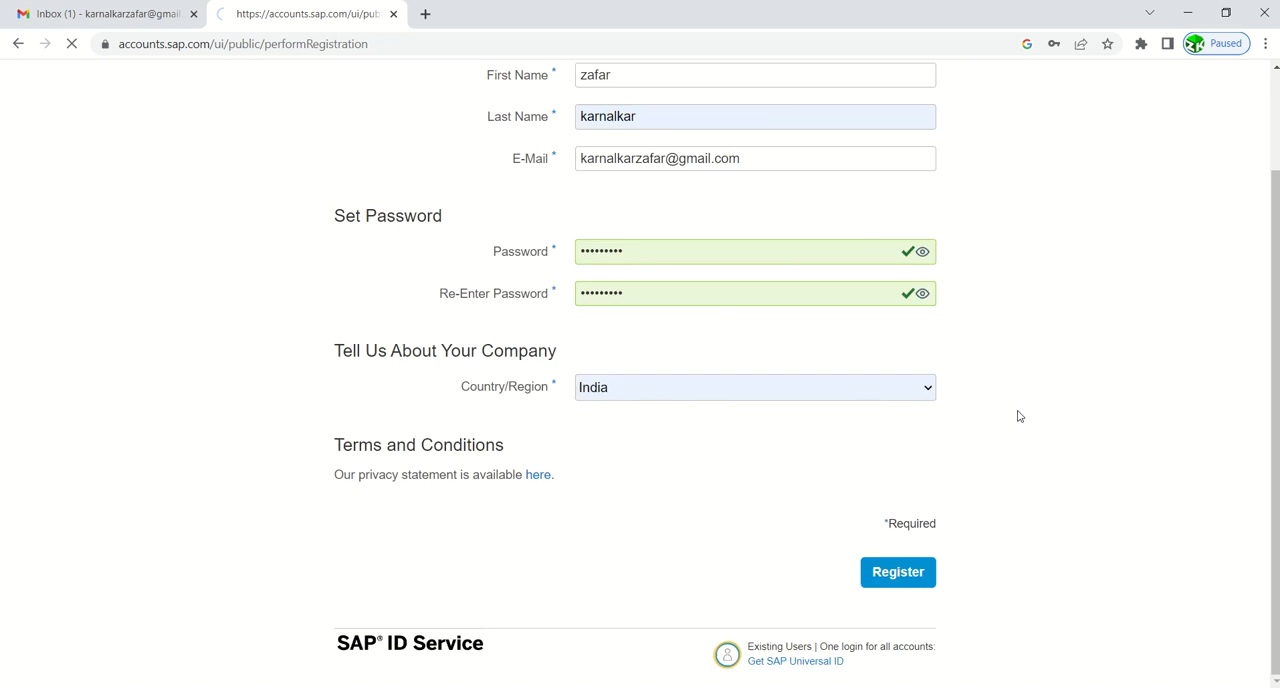 Inbox (1) - karnalkarzafar@gmail.
https://accounts.sap.com/ui/pub
accounts.sap.com/ui/public/performRegistration
Paused
First Name *
zafar
Last Name *
karnalkar
E-Mail *
karnalkarzafar@gmail.com
Set Password
Password *
•••••••••
Re-Enter Password *
•••••••••
Tell Us About Your Company
Country/Region *
India
Terms and Conditions
Our privacy statement is available here.
*Required
Register
SAP® ID Service
Existing Users | One login for all accounts:
Get SAP Universal ID